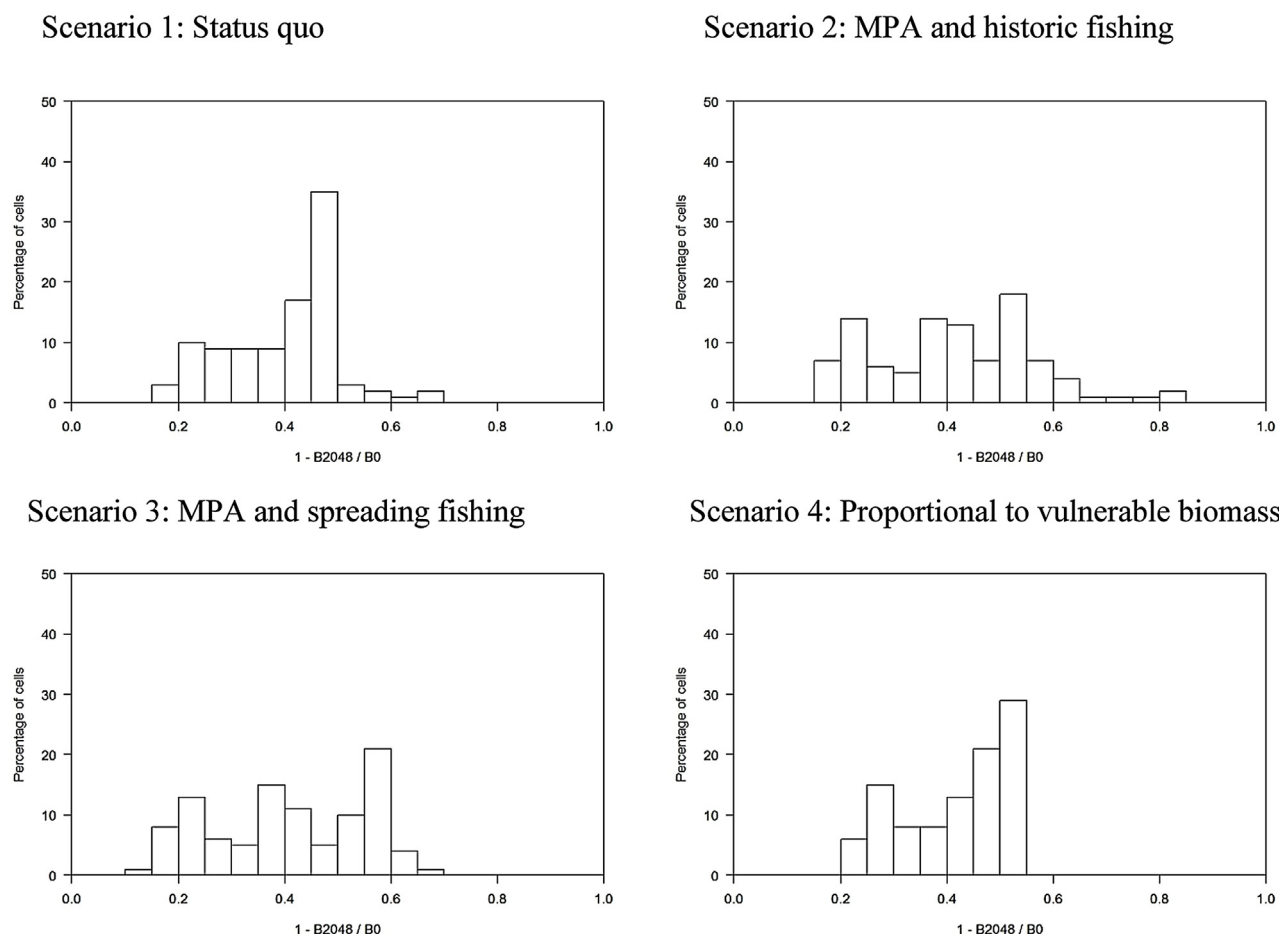 Scenario 1: Status quo
Scenario 2: MPA and historic fishing
50
40
30
20
10
0
Percentage of cells
0.0 0.2 0.4 0.6 0.8 1.0
1 - B2048 / B0
50
40
30
20
10
0
Percentage of cells
0.0 0.2 0.4 0.6 0.8 1.0
1 - B2048 / B0
Scenario 3: MPA and spreading fishing
Scenario 4: Proportional to vulnerable biomass
50
40
30
20
10
0
Percentage of cells
0.0 0.2 0.4 0.6 0.8 1.0
1 - B2048 / B0
50
40
30
20
10
0
Percentage of cells
0.0 0.2 0.4 0.6 0.8 1.0
1 - B2048 / B0